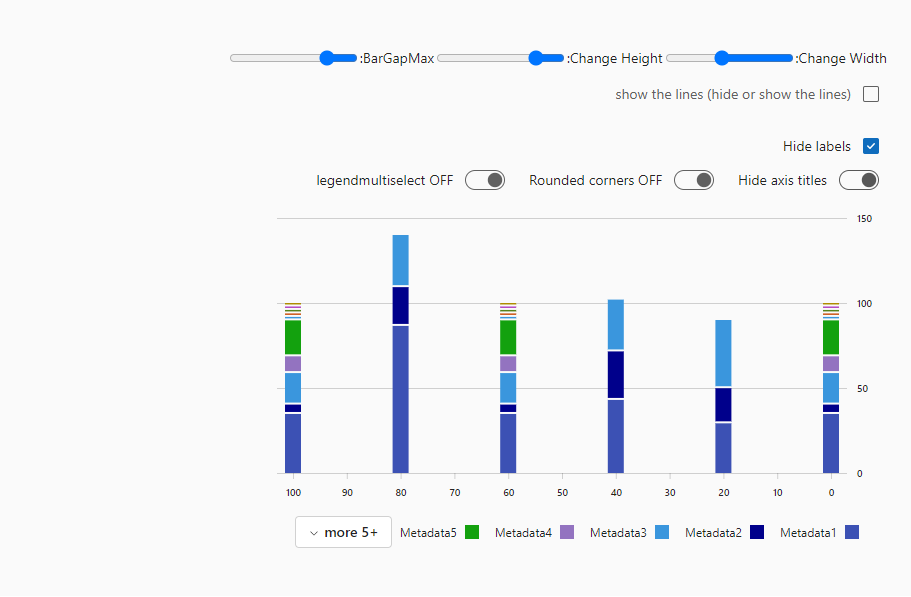 :BarGapMax :Change Height :Change Width
show the lines (hide or show the lines)
Hide labels
legendmultiselect OFF Rounded corners OFF Hide axis titles
150
100
50
0
100 90 80 70 60 50 40 30 20 10 0
more 5+ Metadata5 Metadata4 Metadata3 Metadata2 Metadata1